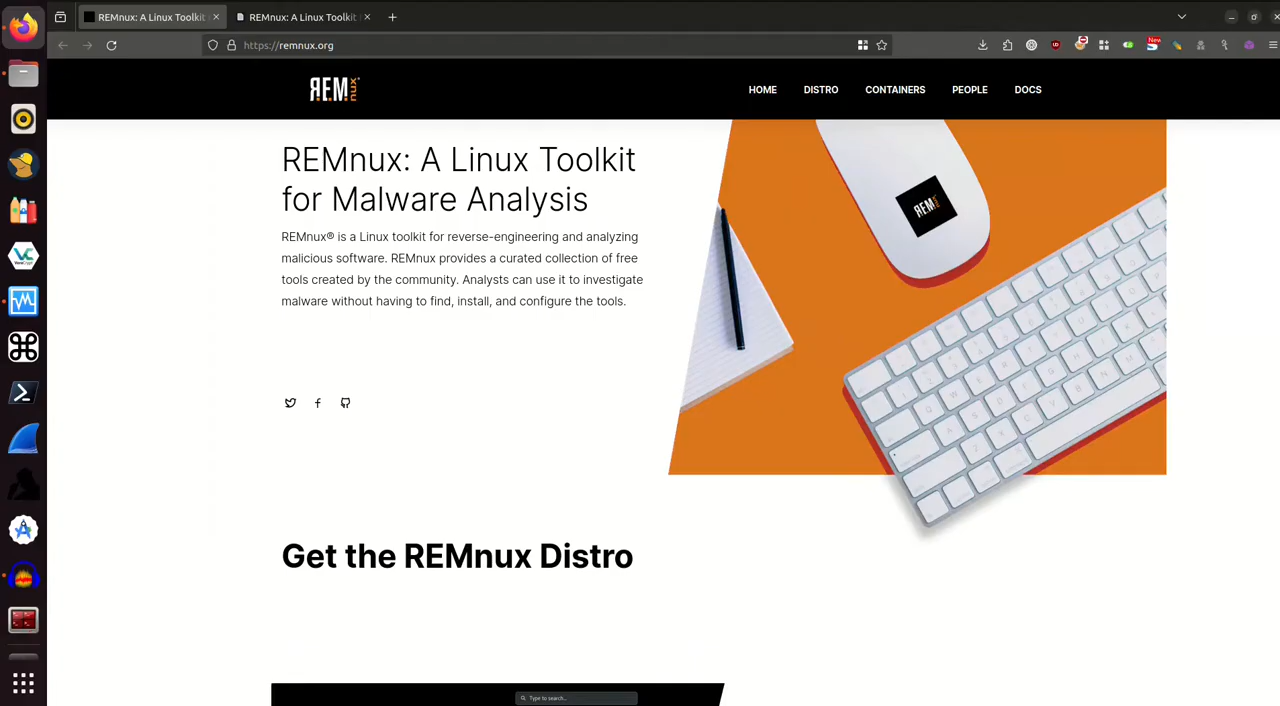 REMnux: A Linux Toolkit
REMnux: A Linux Toolkit
https://remnux.org
New
REM nux
HOME
DISTRO
CONTAINERS
PEOPLE
DOCS
REMnux: A Linux Toolkit
for Malware Analysis
REMnux® is a Linux toolkit for reverse-engineering and analyzing
malicious software. REMnux provides a curated collection of free
tools created by the community. Analysts can use it to investigate
malware without having to find, install, and configure the tools.
Get the REMnux Distro
Type to search...